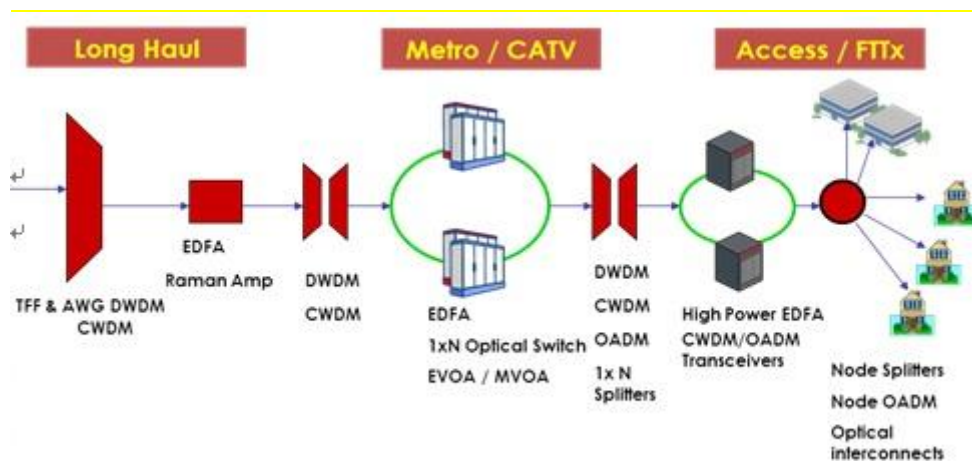 Long Haul
Metro / CATV
Access / FTTx
TFF & AWG DWDM
CWDM
EDFA
Raman Amp
DWDM
CWDM
EDFA
1xN Optical Switch
EVOA / MVOA
DWDM
CWDM
OADM
1x N
Splitters
High Power EDFA
CWDM/OADM
Transceivers
Node Splitters
Node OADM
Optical
interconnects